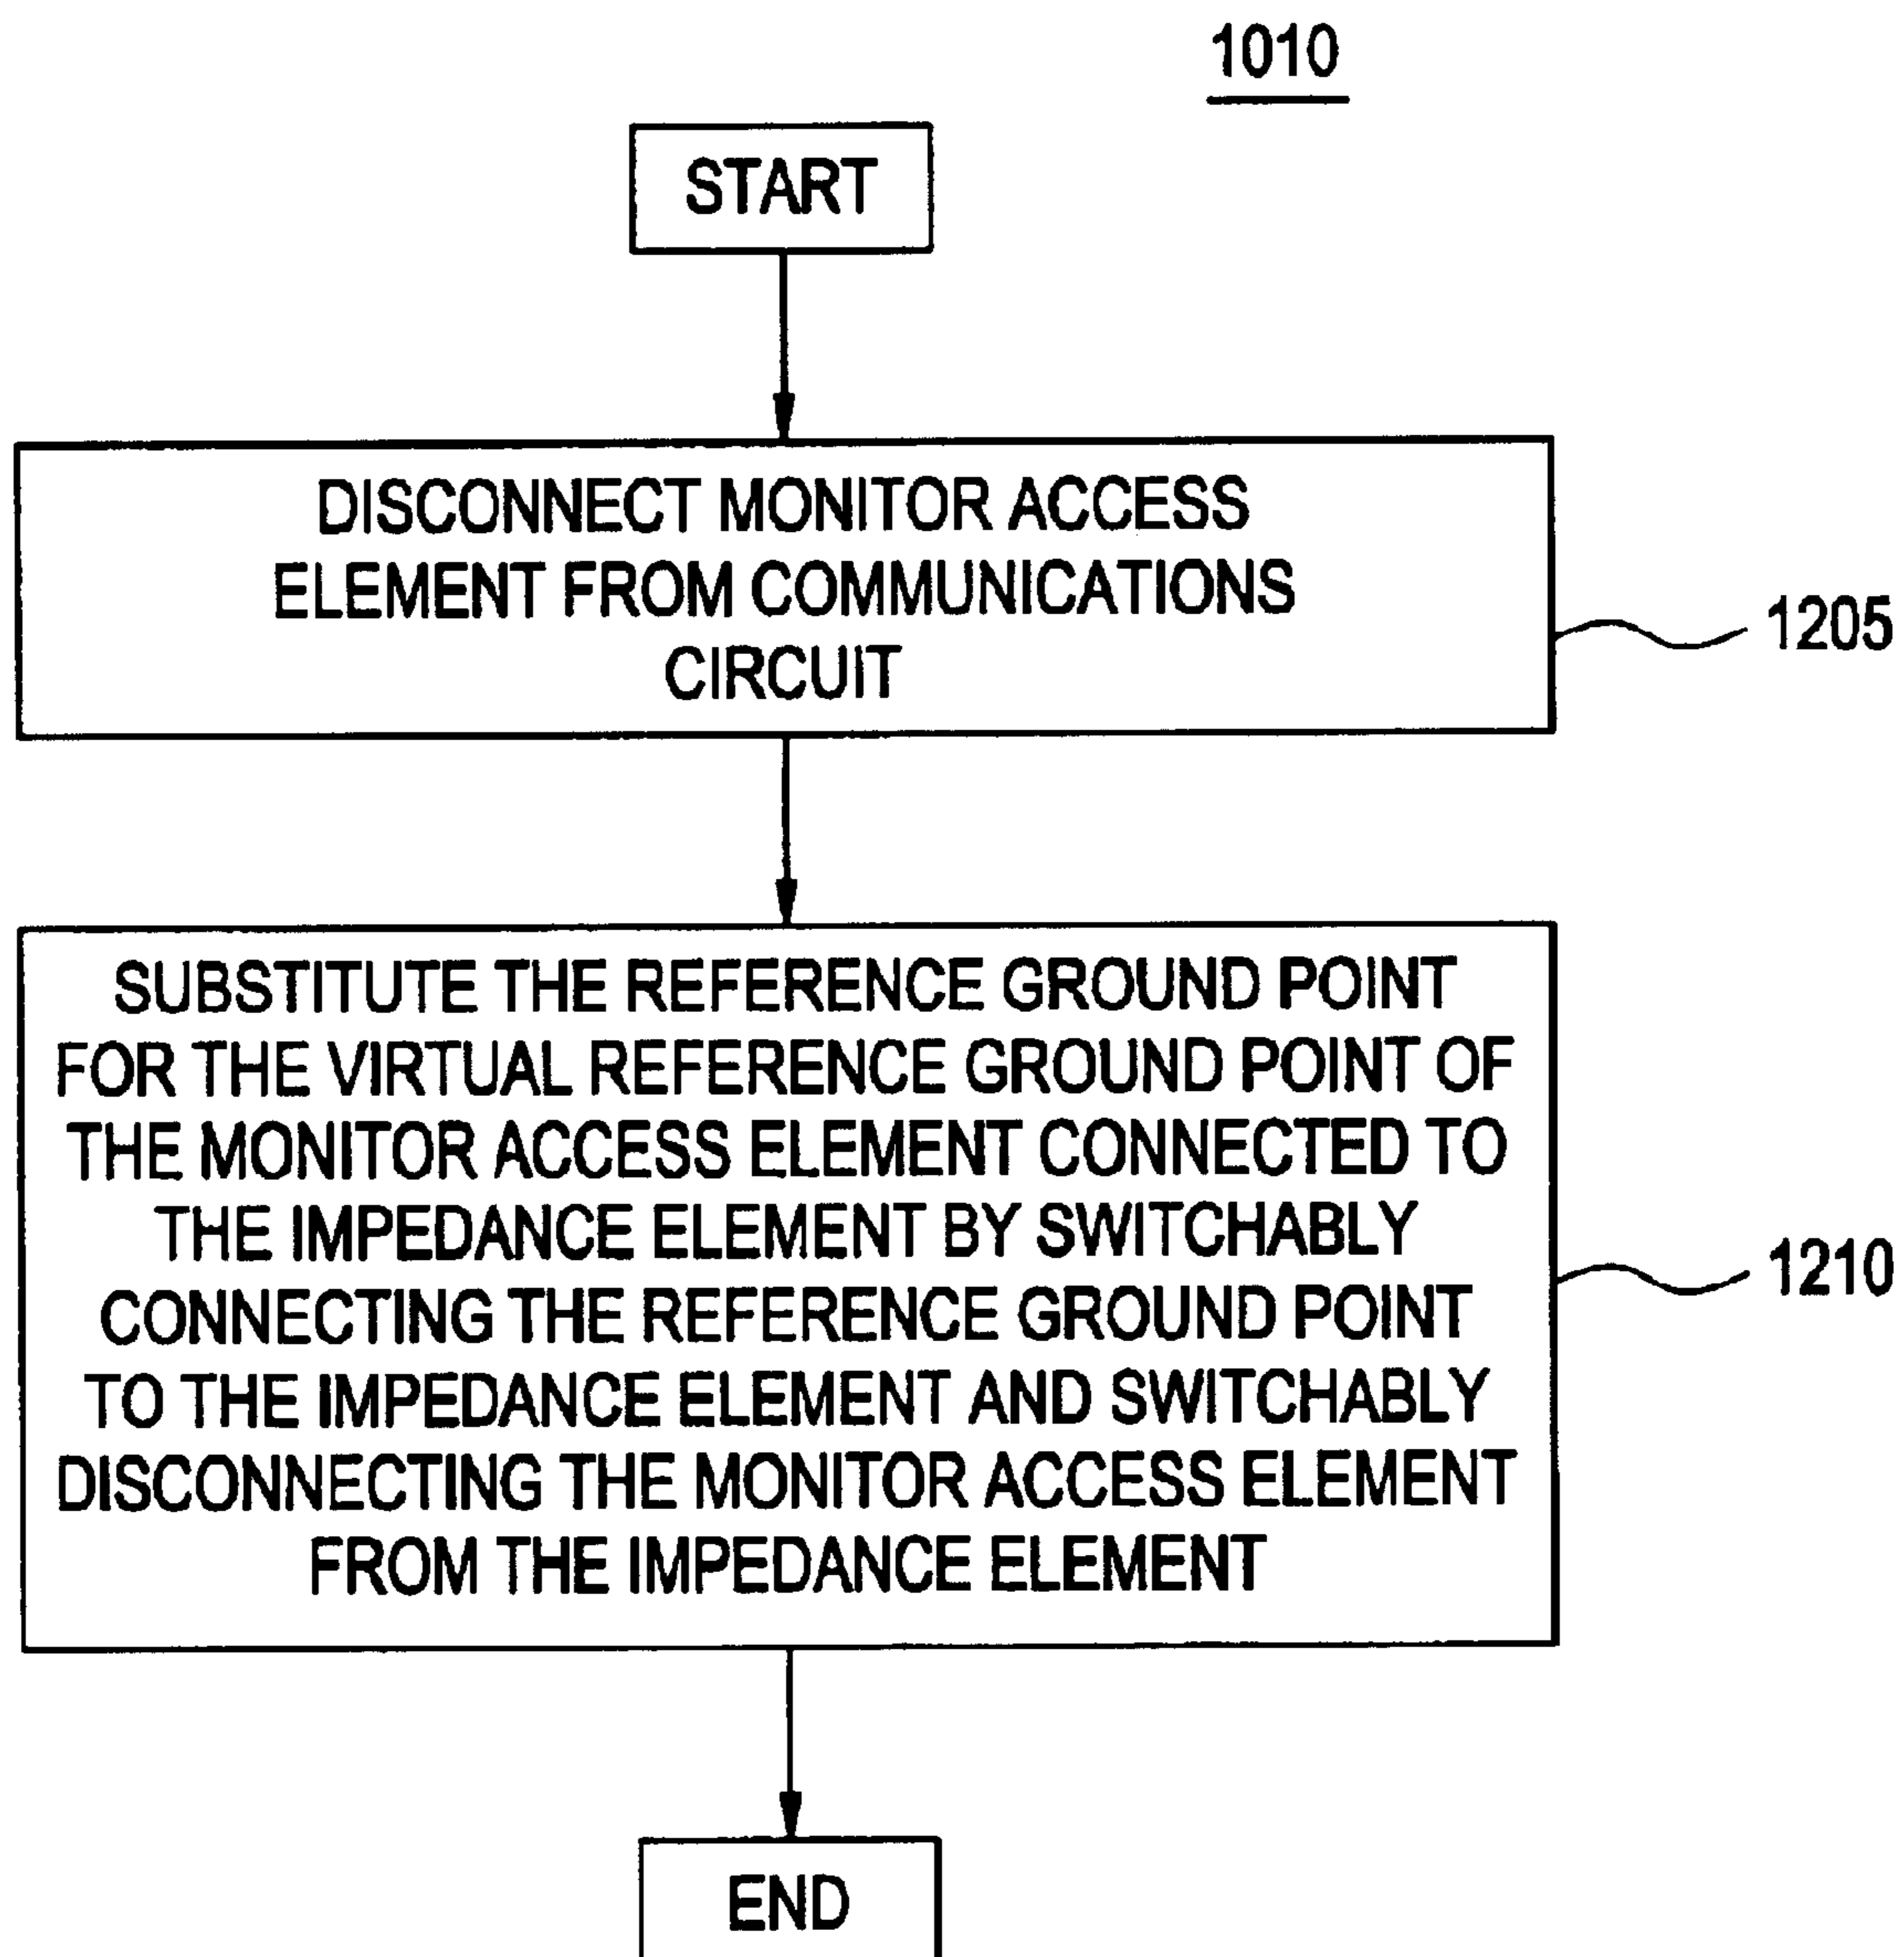 1010
START
DISCONNECT MONITOR ACCESS
ELEMENT FROM COMMUNICATIONS
CIRCUIT
1205
SUBSTITUTE THE REFERENCE GROUND POINT
FOR THE VIRTUAL REFERENCE GROUND POINT OF
THE MONITOR ACCESS ELEMENT CONNECTED TO
THE IMPEDANCE ELEMENT BY SWITCHABLY
CONNECTING THE REFERENCE GROUND POINT
TO THE IMPEDANCE ELEMENT AND SWITCHABLY
DISCONNECTING THE MONITOR ACCESS ELEMENT
FROM THE IMPEDANCE ELEMENT
1210
END